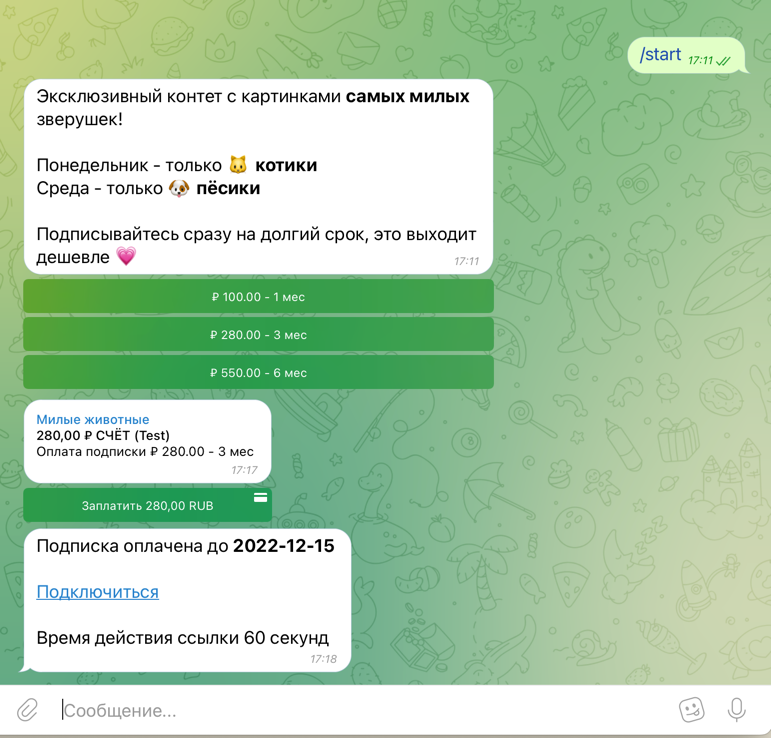 /start 17:11
Эксклюзивный контет с картинками самых милых
зверушек!
Понедельник - только 🐱 котики
Среда - только 🐶 пёсики
Подписывайтесь сразу на долгий срок, это выходит
дешевле 💗
17:11
₽ 100.00 - 1 мес
₽ 280.00 - 3 мес
₽ 550.00 - 6 мес
Милые животные
280,00 ₽ СЧЁТ (Test)
Оплата подписки ₽ 280.00 - 3 мес
17:17
Заплатить 280,00 RUB
Подписка оплачена до 2022-12-15
Подключиться
Время действия ссылки 60 секунд
17:18
Сообщение...